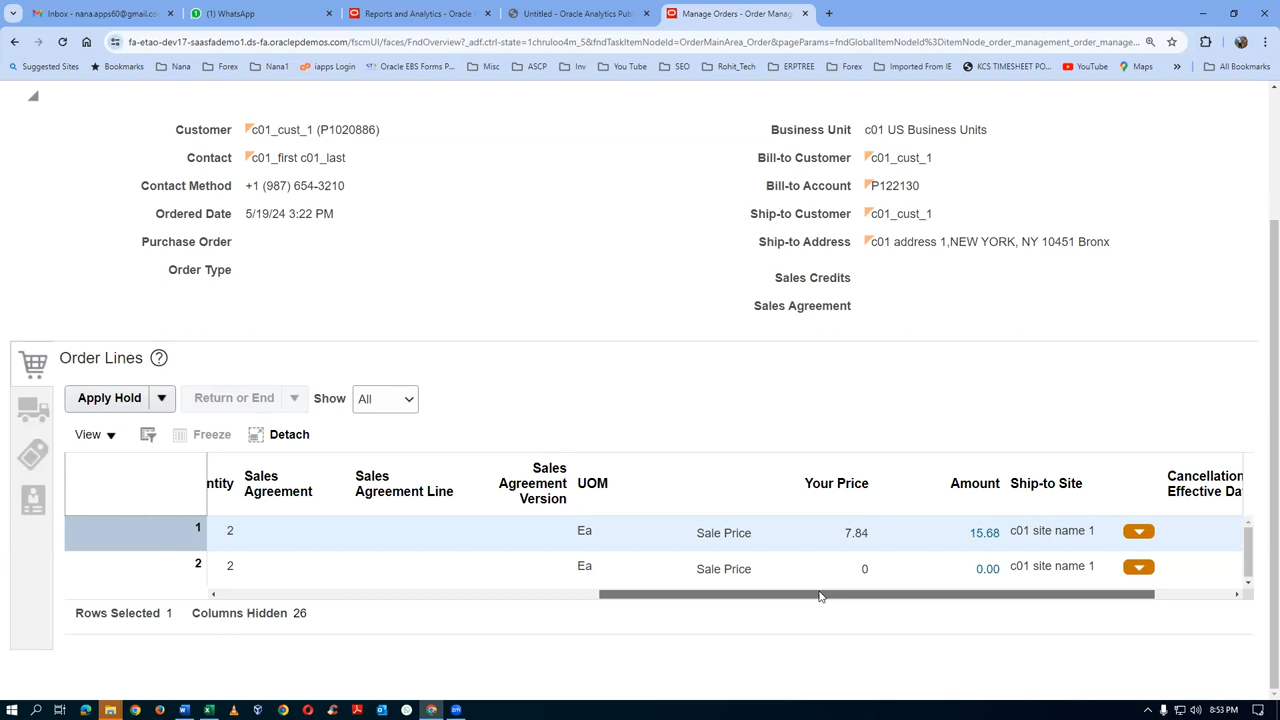 Inbox - nana.apps60@gmail.co
(1) WhatsApp
Reports and Analytics - Oracle
Untitled - Oracle Analytics Pub
Manage Orders - Order Manag
fa-etao-dev17-saasfademo1.ds-fa.oraclepdemos.com/fscmUI/faces/FndOverview?_adf.ctrl-state=1chruloo4m_5&fndTaskItemNodeId=OrderMainArea_Order&pageParams=fndGlobalItemNodeId%3DitemNode_order_management_order_manage...
Suggested Sites
Bookmarks
Nana
Forex
Nana1
iapps Login
Oracle EBS Forms P...
Misc
ASCP
Inv
You Tube
SEO
Rohit_Tech
ERPTREE
Forex
Imported From IE
KCS TIMESHEET PO...
YouTube
Maps
»
All Bookmarks
Customer c01_cust_1 (P1020886)
Contact c01_first c01_last
Contact Method +1 (987) 654-3210
Ordered Date 5/19/24 3:22 PM
Purchase Order
Order Type
Business Unit c01 US Business Units
Bill-to Customer c01_cust_1
Bill-to Account P122130
Ship-to Customer c01_cust_1
Ship-to Address c01 address 1,NEW YORK, NY 10451 Bronx
Sales Credits
Sales Agreement
Order Lines ?
Apply Hold Return or End Show All
View Freeze Detach
ntity Sales Agreement Sales Agreement Line Sales Agreement Version UOM Your Price Amount Ship-to Site Cancellation Effective Da
1 2 Ea Sale Price 7.84 15.68 c01 site name 1
2 2 Ea Sale Price 0 0.00 c01 site name 1
Rows Selected 1 Columns Hidden 26
8:53 PM